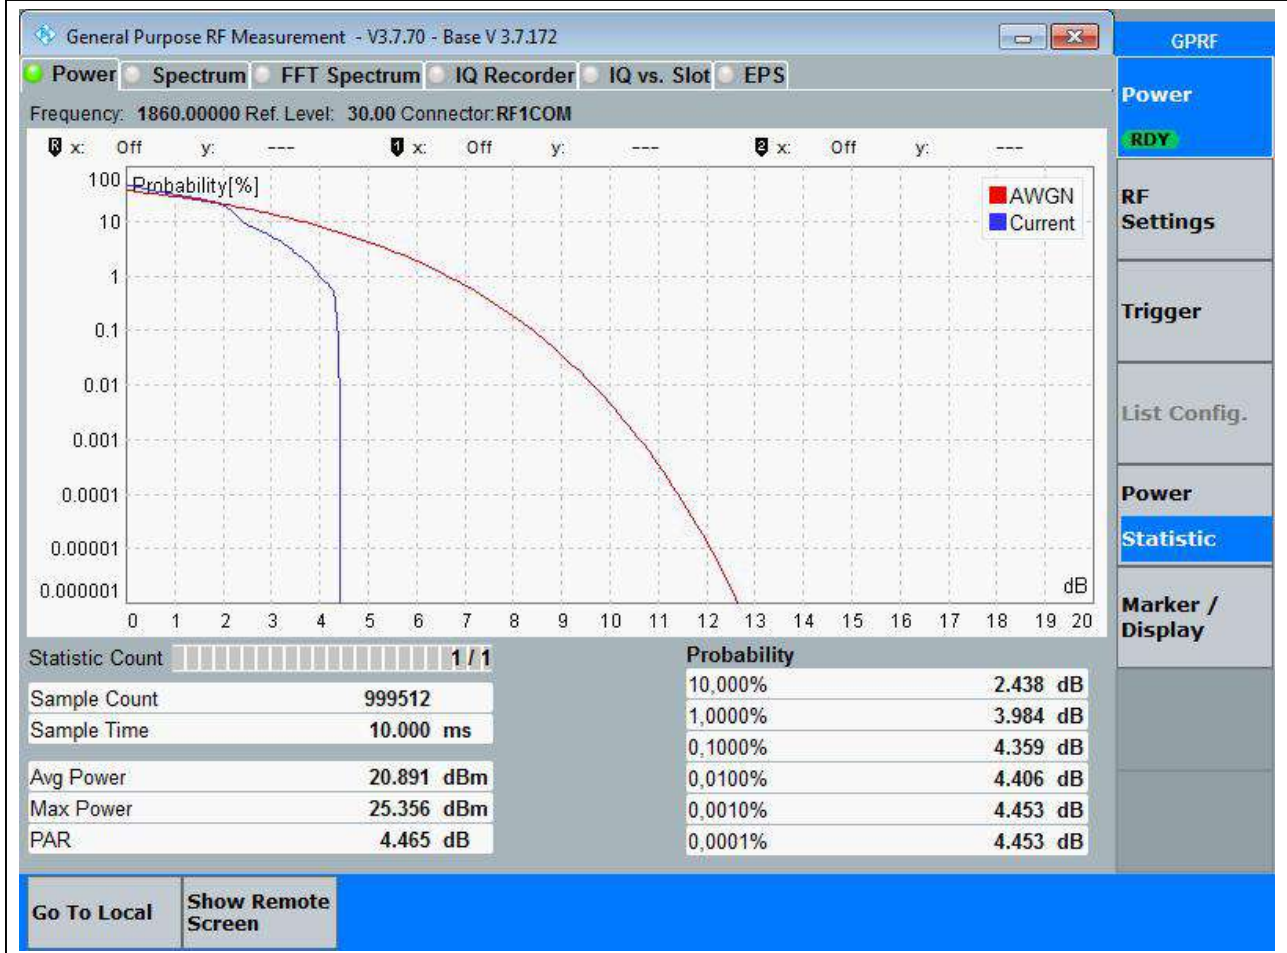 General Purpose RF Measurement - V3.7.70 - Base V 3.7.172
GPRF
Power Spectrum FFT Spectrum IQ Recorder IQ vs. Slot EPS
Frequency: 1860.00000 Ref. Level: 30.00 Connector: RF1COM
R x: Off y: --- 1 x: Off y: --- 2 x: Off y: ---
Probability[%]
AWGN
Current
100
10
1
0.1
0.01
0.001
0.0001
0.00001
0.000001
dB
0 1 2 3 4 5 6 7 8 9 10 11 12 13 14 15 16 17 18 19 20
Statistic Count 1 / 1
Sample Count 999512
Sample Time 10.000 ms
Avg Power 20.891 dBm
Max Power 25.356 dBm
PAR 4.465 dB
Probability
10,000% 2.438 dB
1,0000% 3.984 dB
0,1000% 4.359 dB
0,0100% 4.406 dB
0,0010% 4.453 dB
0,0001% 4.453 dB
Power
RDY
RF
Settings
Trigger
List Config.
Power
Statistic
Marker /
Display
Go To Local
Show Remote
Screen